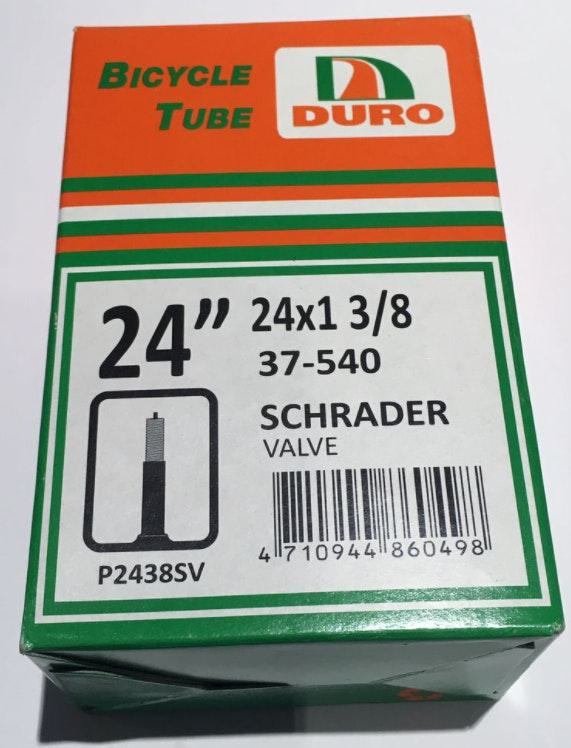 BICYCLE
TUBE
DURO
24”
24x1 3/8
37-540
SCHRADER
VALVE
4 710944 860498
P2438SV